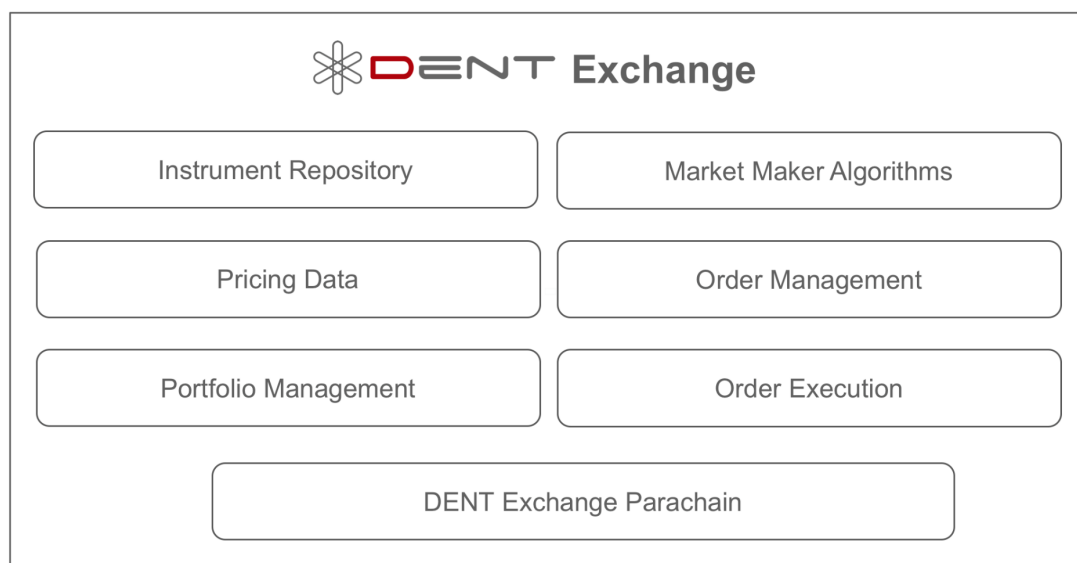 DENT Exchange
Instrument Repository
Market Maker Algorithms
Pricing Data
Order Management
Portfolio Management
Order Execution
DENT Exchange Parachain